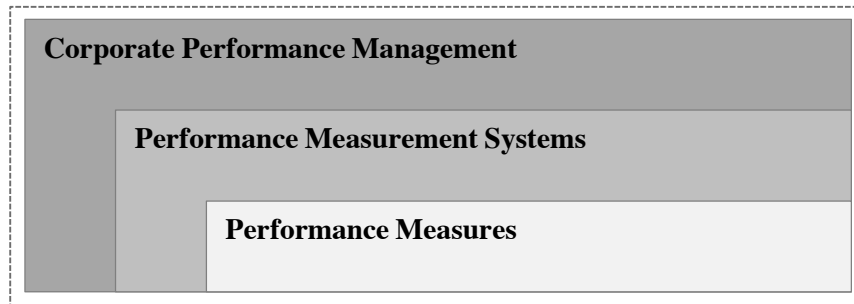 Corporate Performance Management
Performance Measurement Systems
Performance Measures